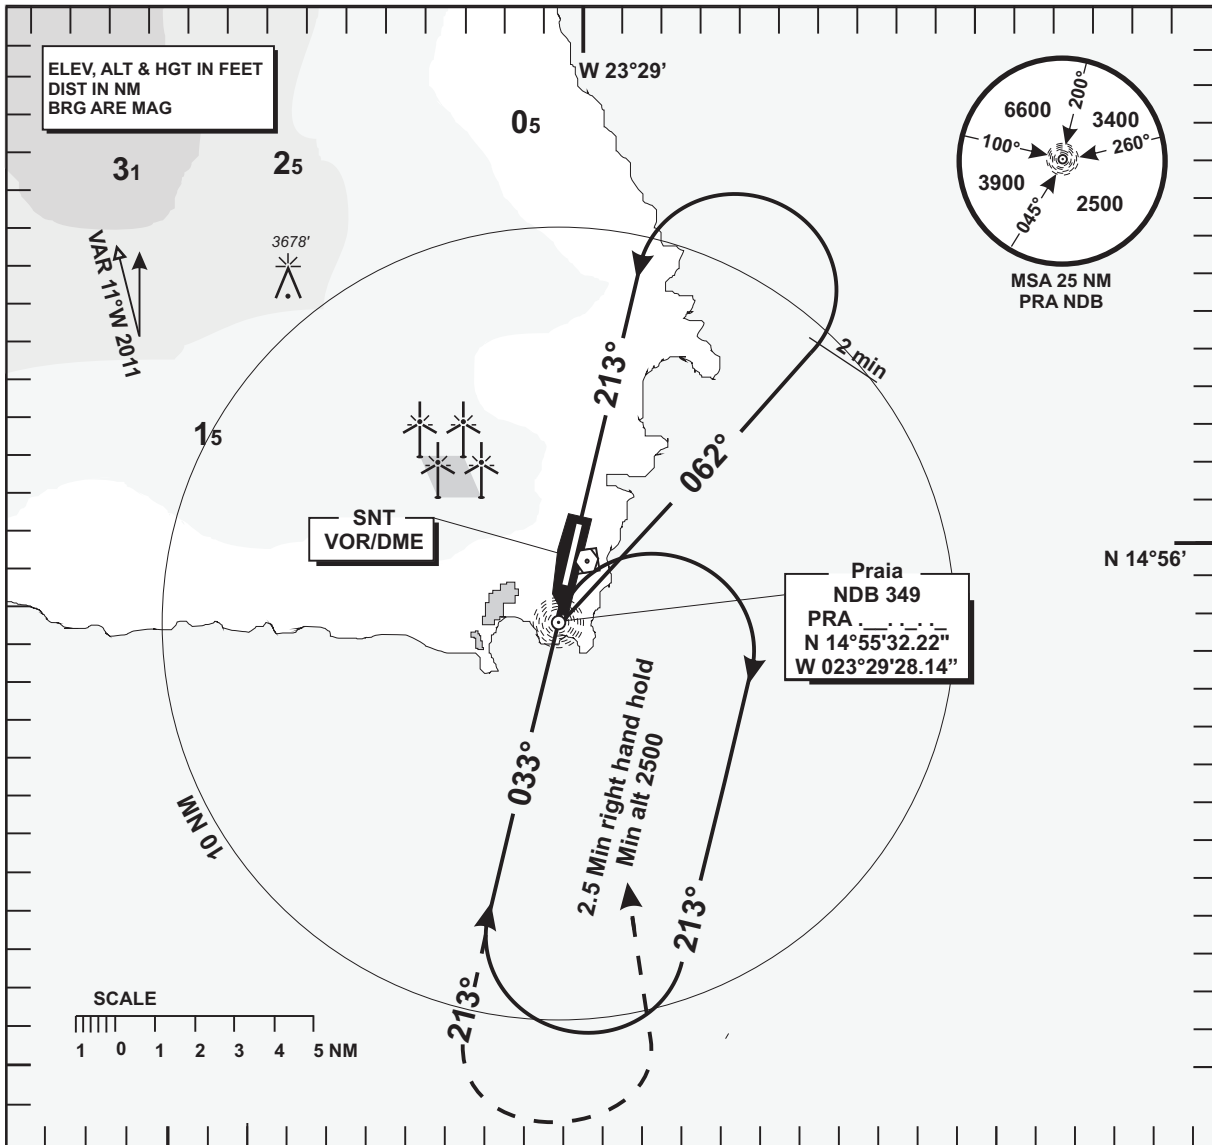 ELEV, ALT & HGT IN FEET
DIST IN NM
BRG ARE MAG
W 23°29'
05
31
25
15
3678'
VAR 11°W 2011
6600
200°
3400
100°
260°
3900
045°
2500
MSA 25 NM
PRA NDB
213°
2 min
062°
SNT
VOR/DME
N 14°56'
Praia
NDB 349
PRA .__. ._. ._
N 14°55'32.22"
W 023°29'28.14”
033°
2.5 Min right hand hold
Min alt 2500
213°
213°
10 NM
SCALE
1 0 1 2 3 4 5 NM